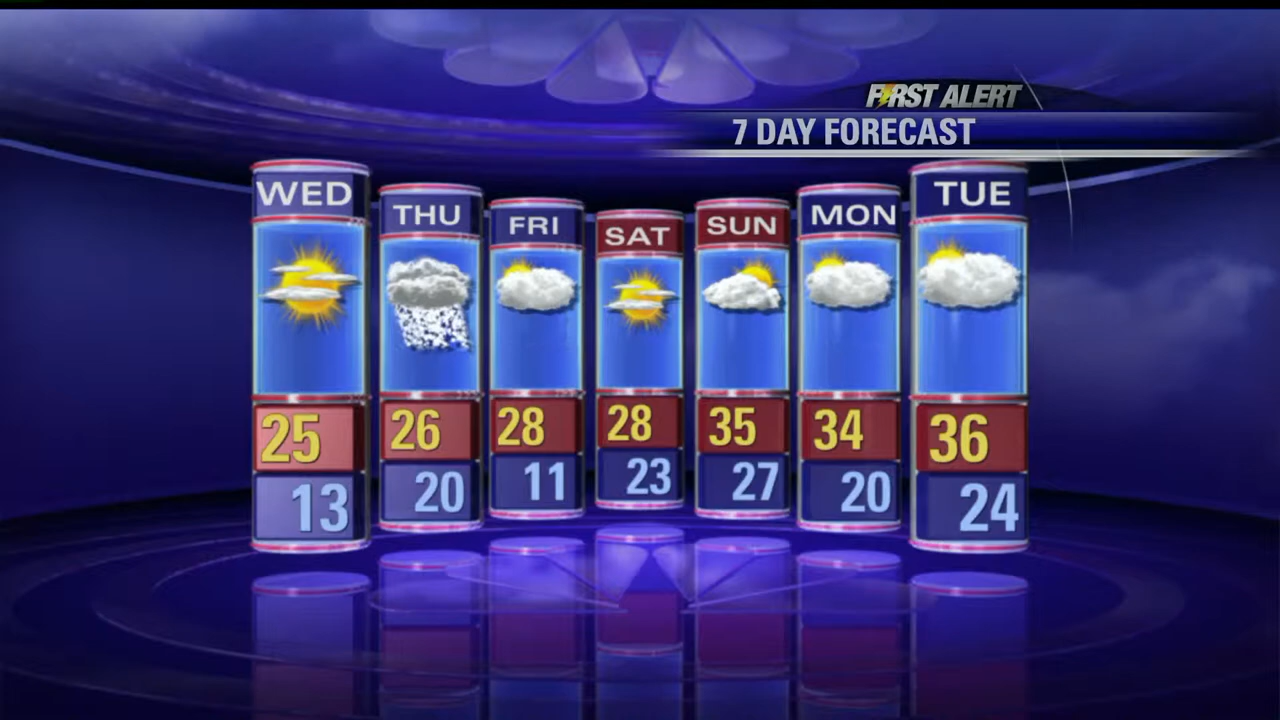 FIRST ALERT
7 DAY FORECAST
WED THU FRI SAT SUN MON TUE
25 26 28 28 35 34 36
13 20 11 23 27 20 24